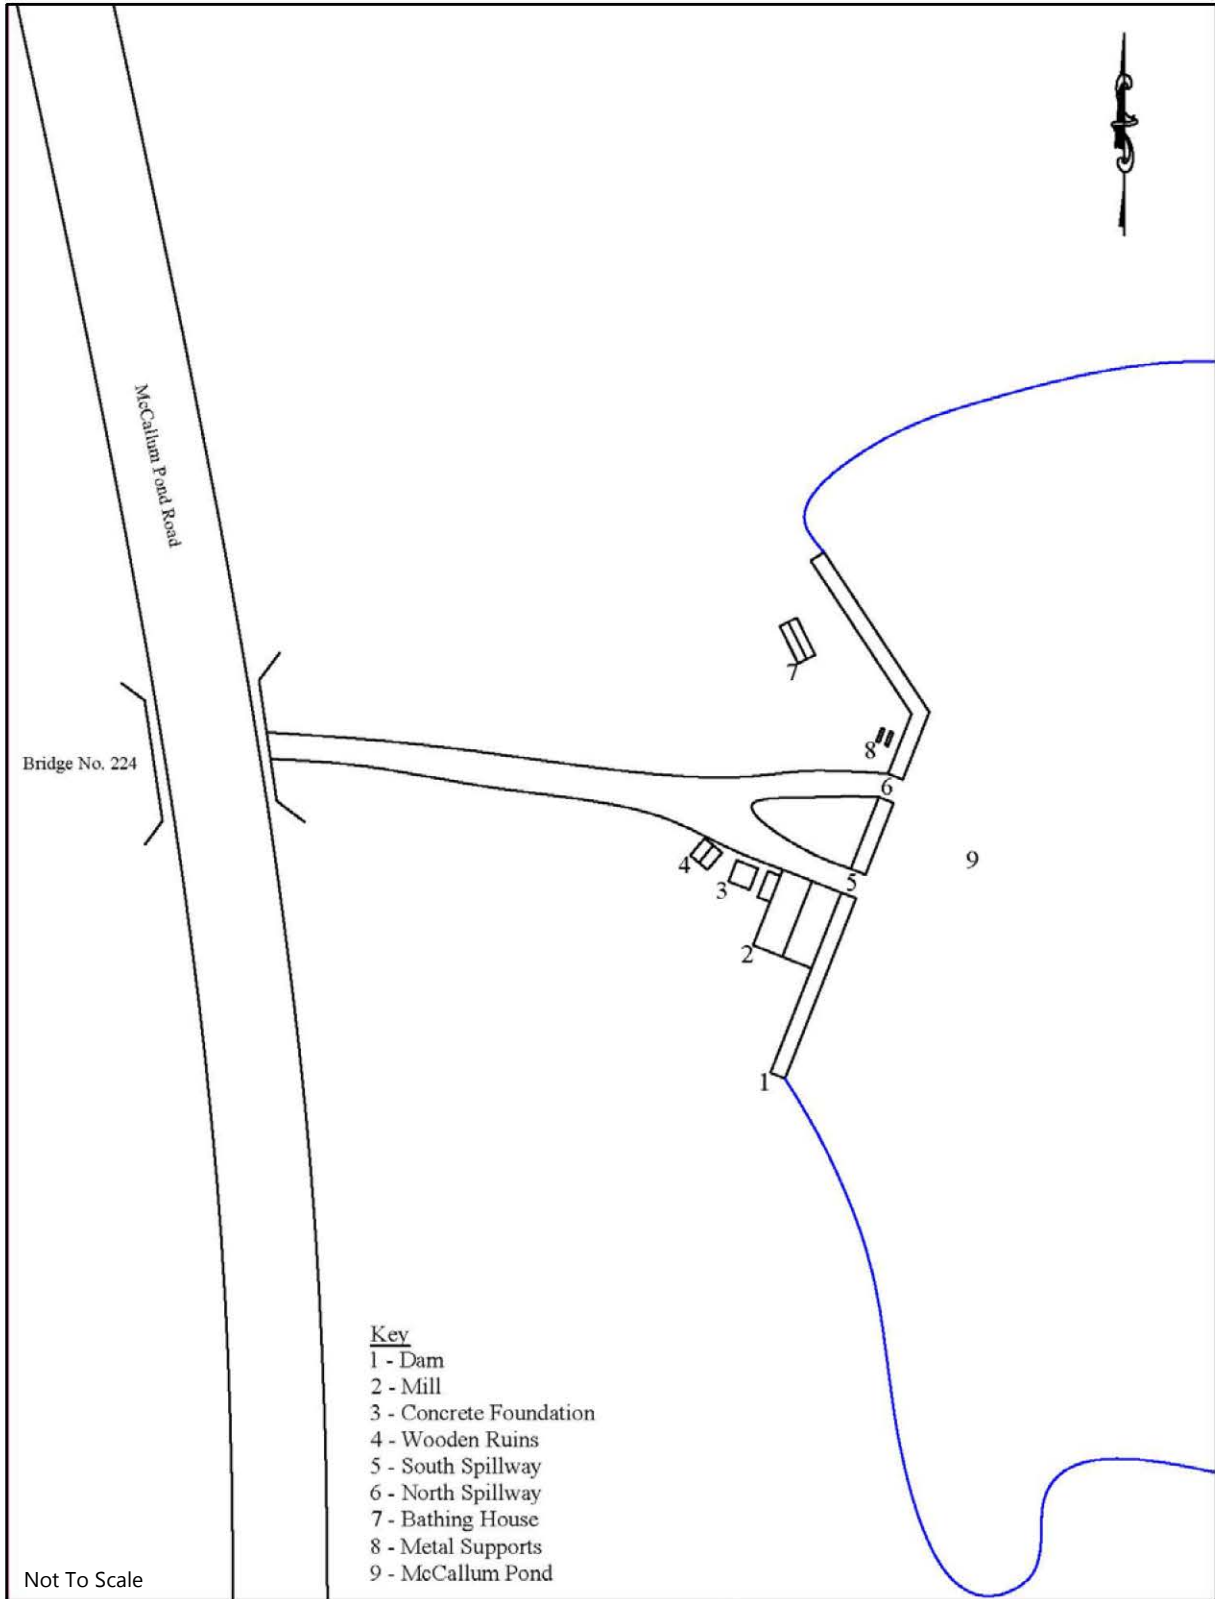 McCallum Pond Road
7
8
6
Bridge No. 224
9
4
5
3
2
1
Key
1 - Dam
2 - Mill
3 - Concrete Foundation
4 - Wooden Ruins
5 - South Spillway
6 - North Spillway
7 - Bathing House
8 - Metal Supports
9 - McCallum Pond
Not To Scale